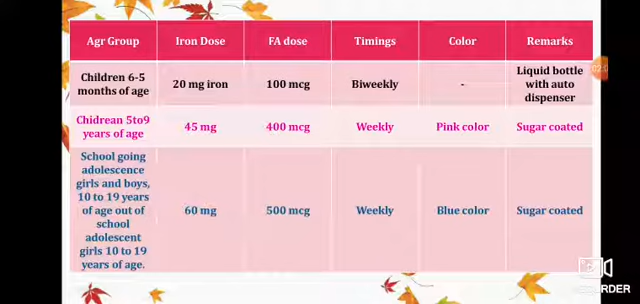 Agr Group
Iron Dose
FA dose
Timings
Color
Remarks
Children 6-5
months of age
20 mg iron
100 mcg
Biweekly
-
Liquid bottle
with auto
dispenser
Chidrean 5to9
years of age
45 mg
400 mcg
Weekly
Pink color
Sugar coated
School going
adolescence
girls and boys,
10 to 19 years
of age out of
school
adolescent
girls 10 to 19
years of age.
60 mg
500 mcg
Weekly
Blue color
Sugar coated